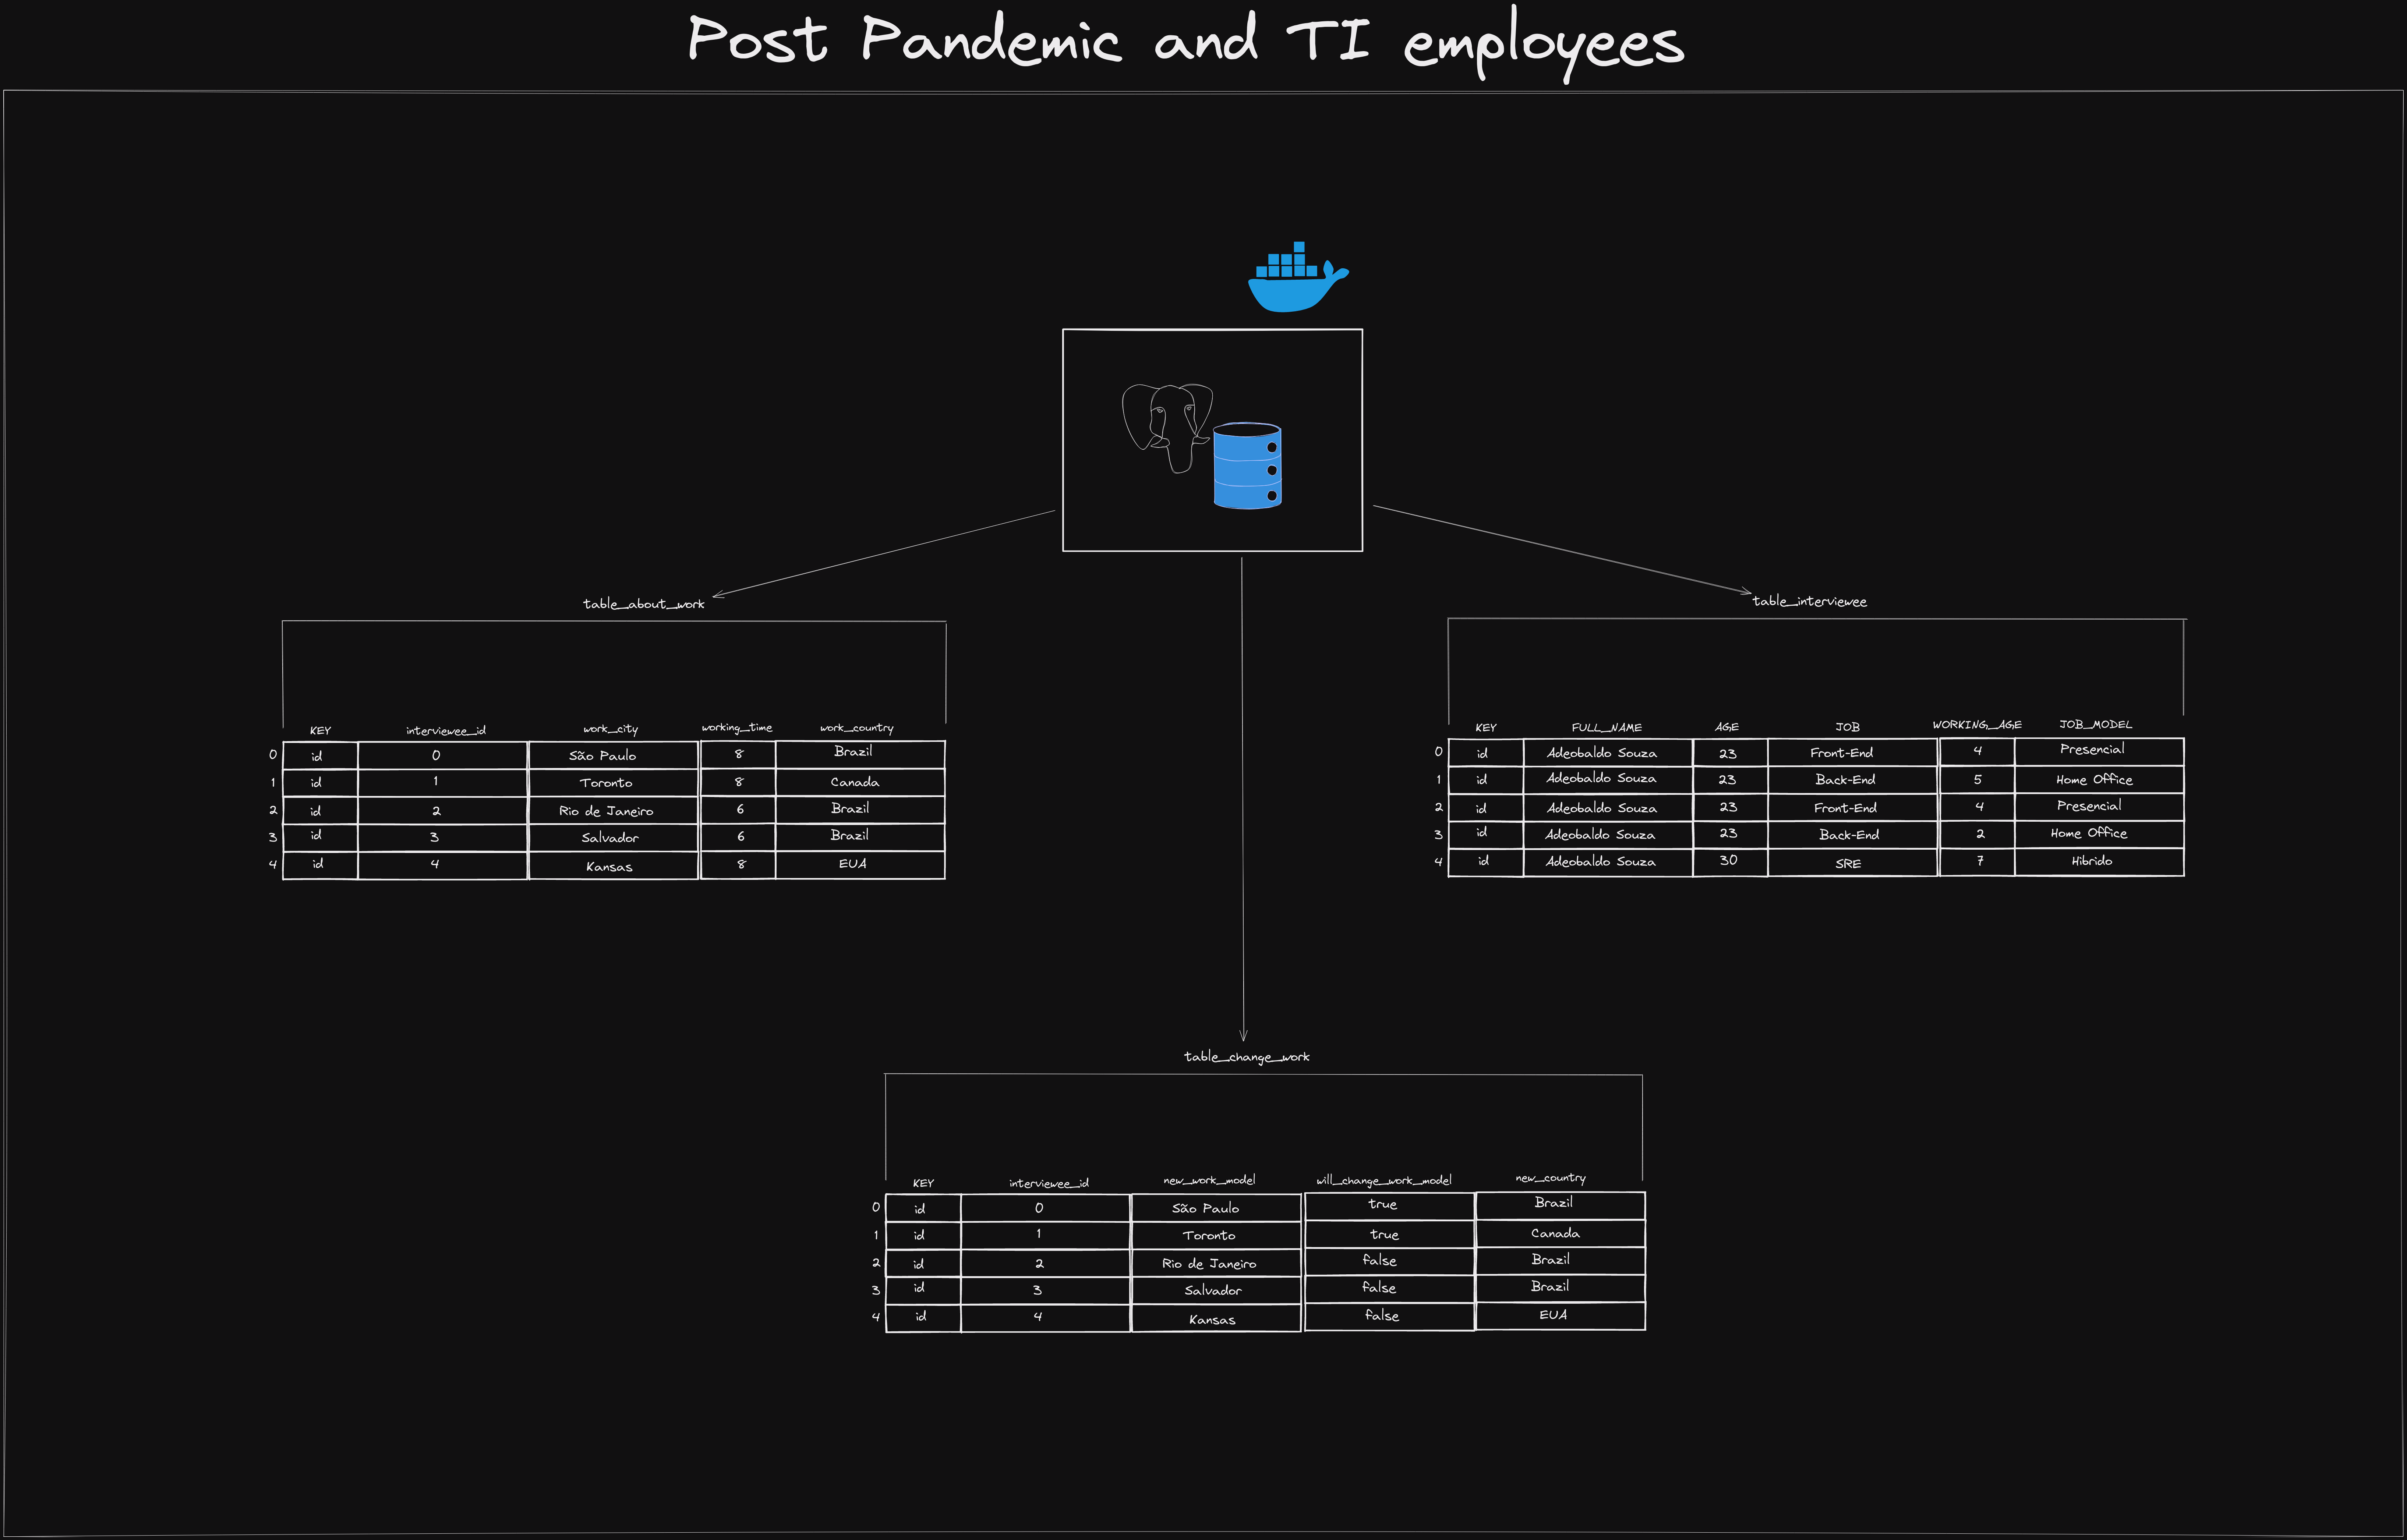 Post Pandemic and TI employees
table_about_work
KEY interviewee_id work_city working_time work_country
0 id 0 São Paulo 8 Brazil
1 id 1 Toronto 8 Canada
2 id 2 Rio de Janeiro 6 Brazil
3 id 3 Salvador 6 Brazil
4 id 4 Kansas 8 EUA
table_interviewee
KEY FULL_NAME AGE JOB WORKING_AGE JOB_MODEL
0 id Adeobaldo Souza 23 Front-End 4 Presencial
1 id Adeobaldo Souza 23 Back-End 5 Home Office
2 id Adeobaldo Souza 23 Front-End 4 Presencial
3 id Adeobaldo Souza 23 Back-End 2 Home Office
4 id Adeobaldo Souza 30 SRE 7 Hibrido
table_change_work
KEY interviewee_id new_work_model will_change_work_model new_country
0 id 0 São Paulo true Brazil
1 id 1 Toronto true Canada
2 id 2 Rio de Janeiro false Brazil
3 id 3 Salvador false Brazil
4 id 4 Kansas false EUA